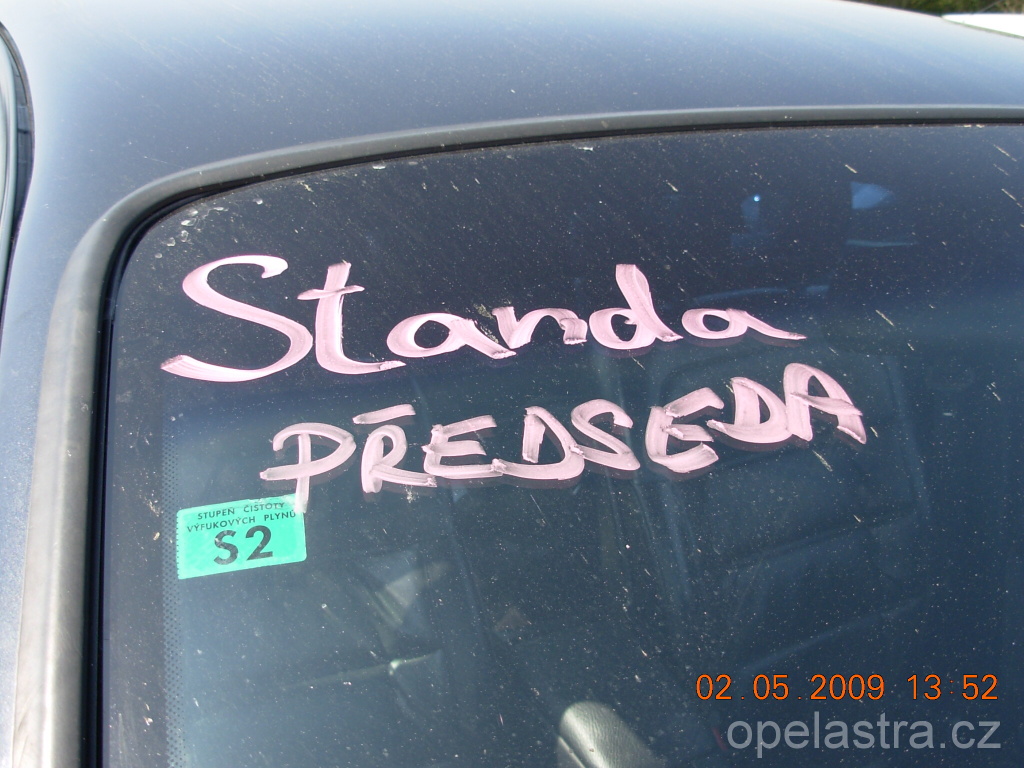 Standa
PŘEDSEDA
STUPEŇ ČISTOTY
VÝFUKOVÝCH PLYNŮ
S2
02.05.2009 13 52
opelastra.cz